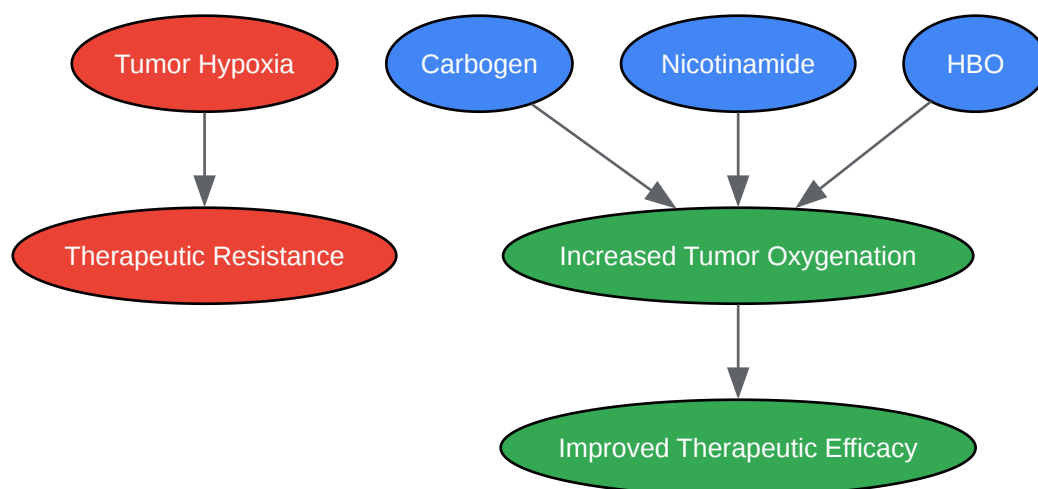 Tumor Hypoxia
Carbogen
Nicotinamide
HBO
Therapeutic Resistance
Increased Tumor Oxygenation
Improved Therapeutic Efficacy